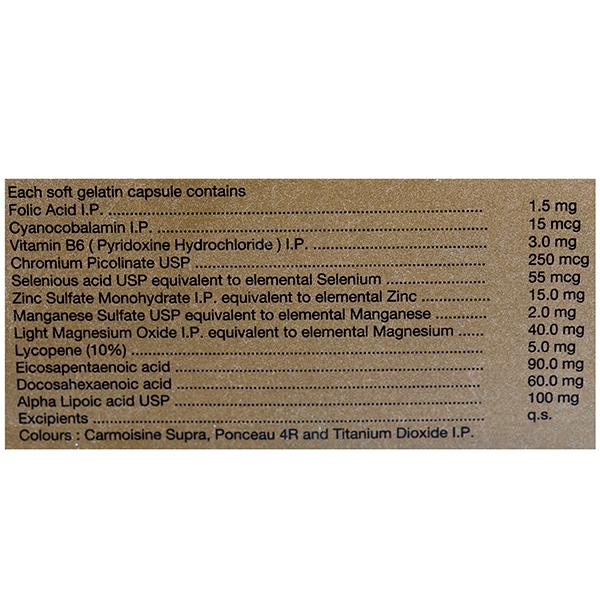 Each soft gelatin capsule contains
Folic Acid I.P. ........................................ 1.5 mg
Cyanocobalamin I.P. ........................................ 15 mcg
Vitamin B6 ( Pyridoxine Hydrochloride ) I.P. ........................................ 3.0 mg
Chromium Picolinate USP ........................................ 250 mcg
Selenious acid USP equivalent to elemental Selenium .................... 55 mcg
Zinc Sulfate Monohydrate I.P. equivalent to elemental Zinc ............... 15.0 mg
Manganese Sulfate USP equivalent to elemental Manganese ........... 2.0 mg
Light Magnesium Oxide I.P. equivalent to elemental Magnesium ...... 40.0 mg
Lycopene (10%) ........................................ 5.0 mg
Eicosapentaenoic acid ........................................ 90.0 mg
Docosahexaenoic acid ........................................ 60.0 mg
Alpha Lipoic acid USP ........................................ 100 mg
Excipients ........................................ q.s.
Colours : Carmoisine Supra, Ponceau 4R and Titanium Dioxide I.P.